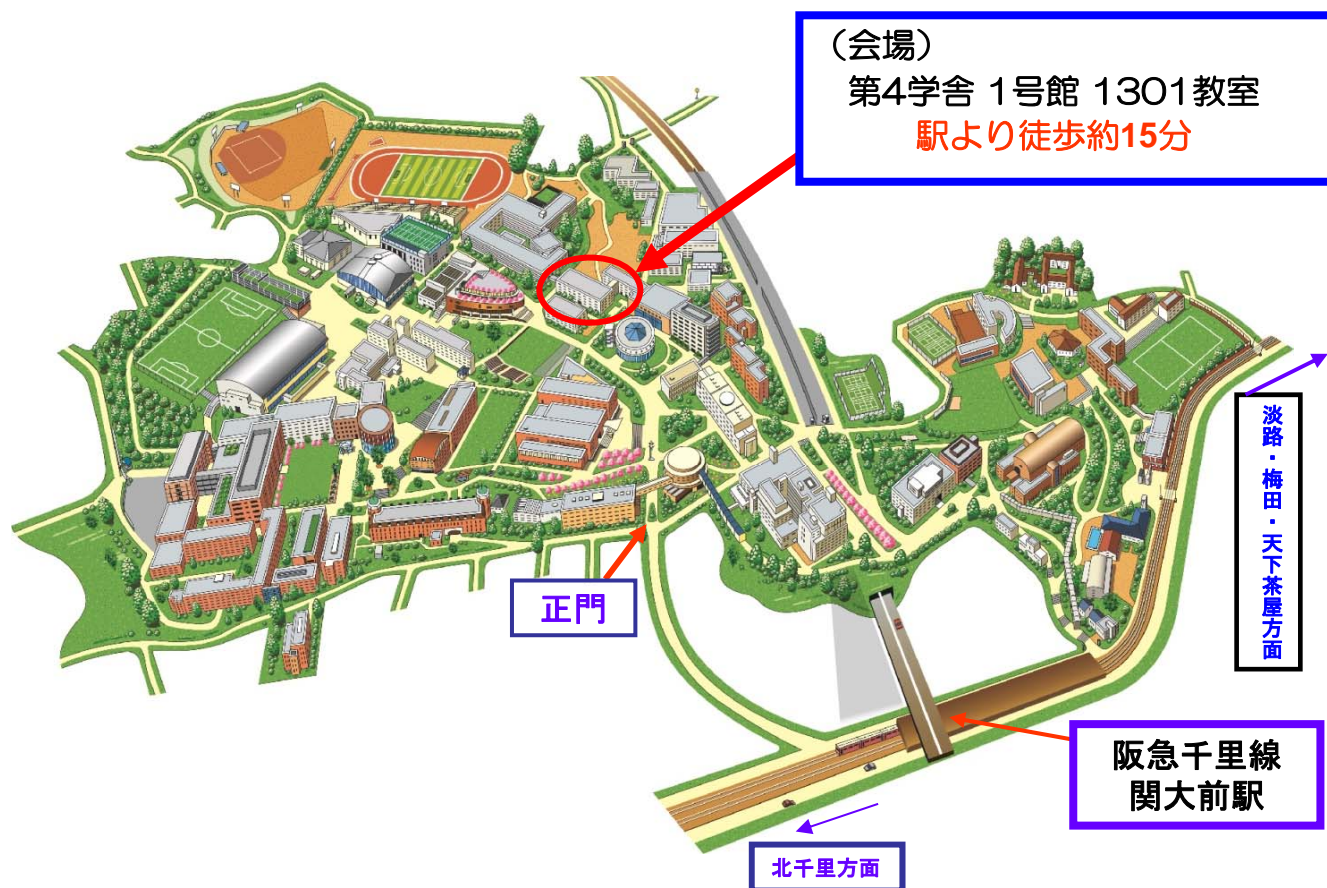 （会場）
第4学舎 1号館 1301教室
駅より徒歩約15分
淡路・梅田・天下茶屋方面
正門
阪急千里線
関大前駅
北千里方面